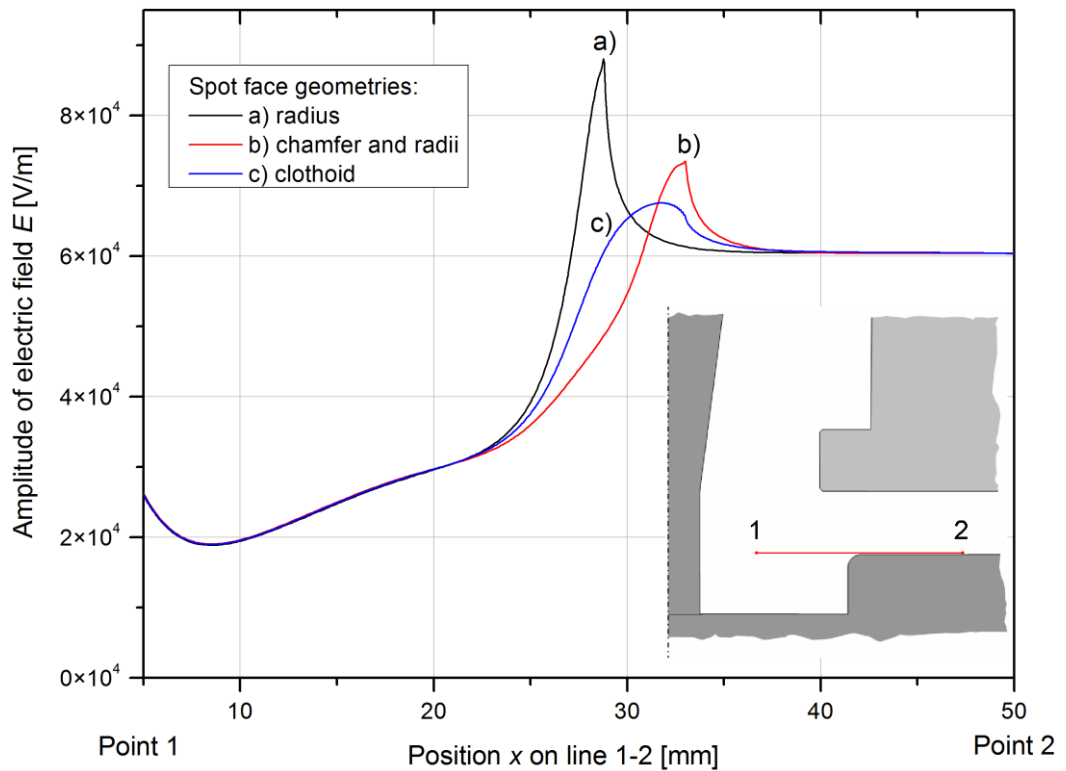 Amplitude of electric field E [V/m]
8×10⁴
6×10⁴
4×10⁴
2×10⁴
0×10⁴
Spot face geometries:
a) radius
b) chamfer and radii
c) clothoid
a)
b)
c)
1
2
10
20
30
40
50
Point 1
Position x on line 1-2 [mm]
Point 2